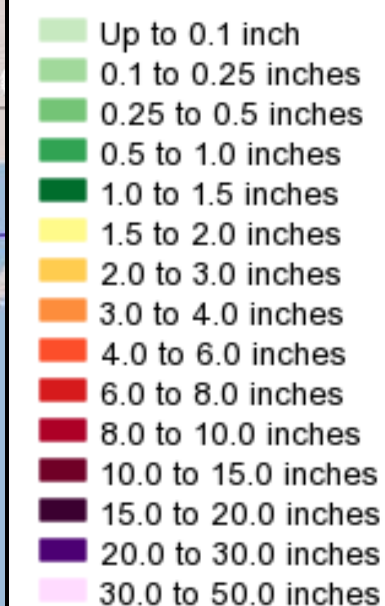 Up to 0.1 inch
0.1 to 0.25 inches
0.25 to 0.5 inches
0.5 to 1.0 inches
1.0 to 1.5 inches
1.5 to 2.0 inches
2.0 to 3.0 inches
3.0 to 4.0 inches
4.0 to 6.0 inches
6.0 to 8.0 inches
8.0 to 10.0 inches
10.0 to 15.0 inches
15.0 to 20.0 inches
20.0 to 30.0 inches
30.0 to 50.0 inches